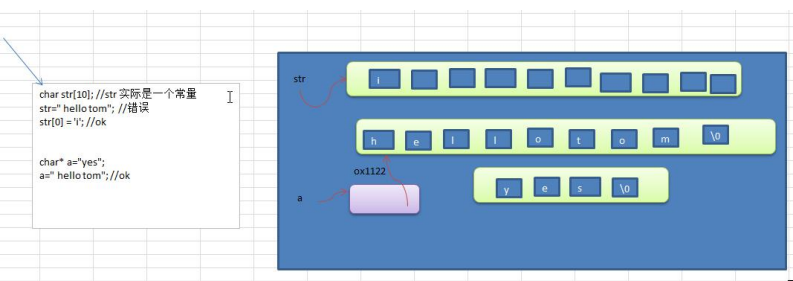 char str[10]; //str 实际是一个常量
str=" hello tom"; //错误
str[0] = 'i'; //ok
char* a="yes";
a=" hello tom";//ok
str
i
h e l l o t o m \0
ox1122
a
y e s \0